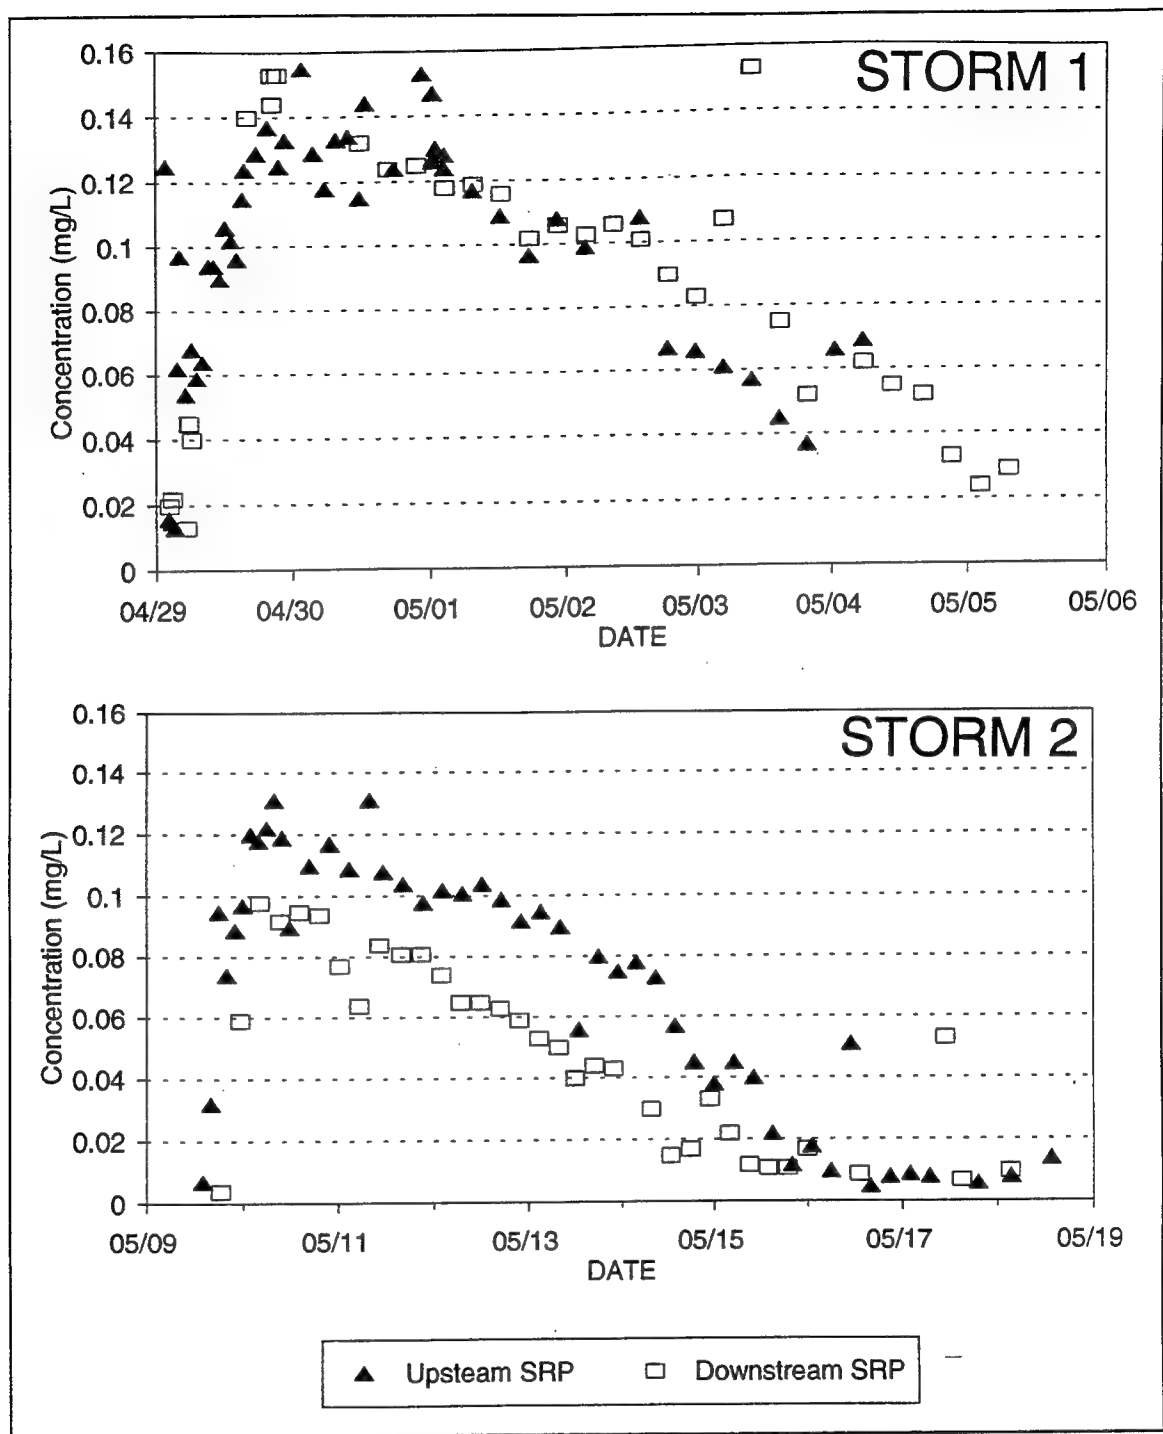 STORM 1
0.16
0.14
0.12
0.1
0.08
0.06
0.04
0.02
0
Concentration (mg/L)
04/29 04/30 05/01 05/02 05/03 05/04 05/05 05/06
DATE
STORM 2
0.16
0.14
0.12
0.1
0.08
0.06
0.04
0.02
0
Concentration (mg/L)
05/09 05/11 05/13 05/15 05/17 05/19
DATE
Upsteam SRP Downstream SRP